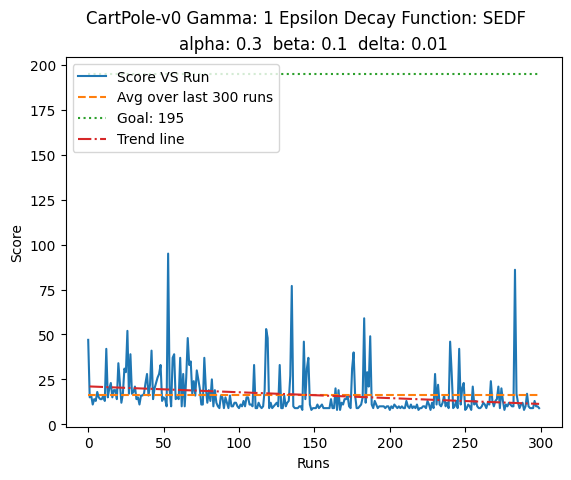 CartPole-v0 Gamma: 1 Epsilon Decay Function: SEDF
alpha: 0.3 beta: 0.1 delta: 0.01
Score VS Run
Avg over last 300 runs
Goal: 195
Trend line
200
175
150
125
100
75
50
25
0
Score
0 50 100 150 200 250 300
Runs